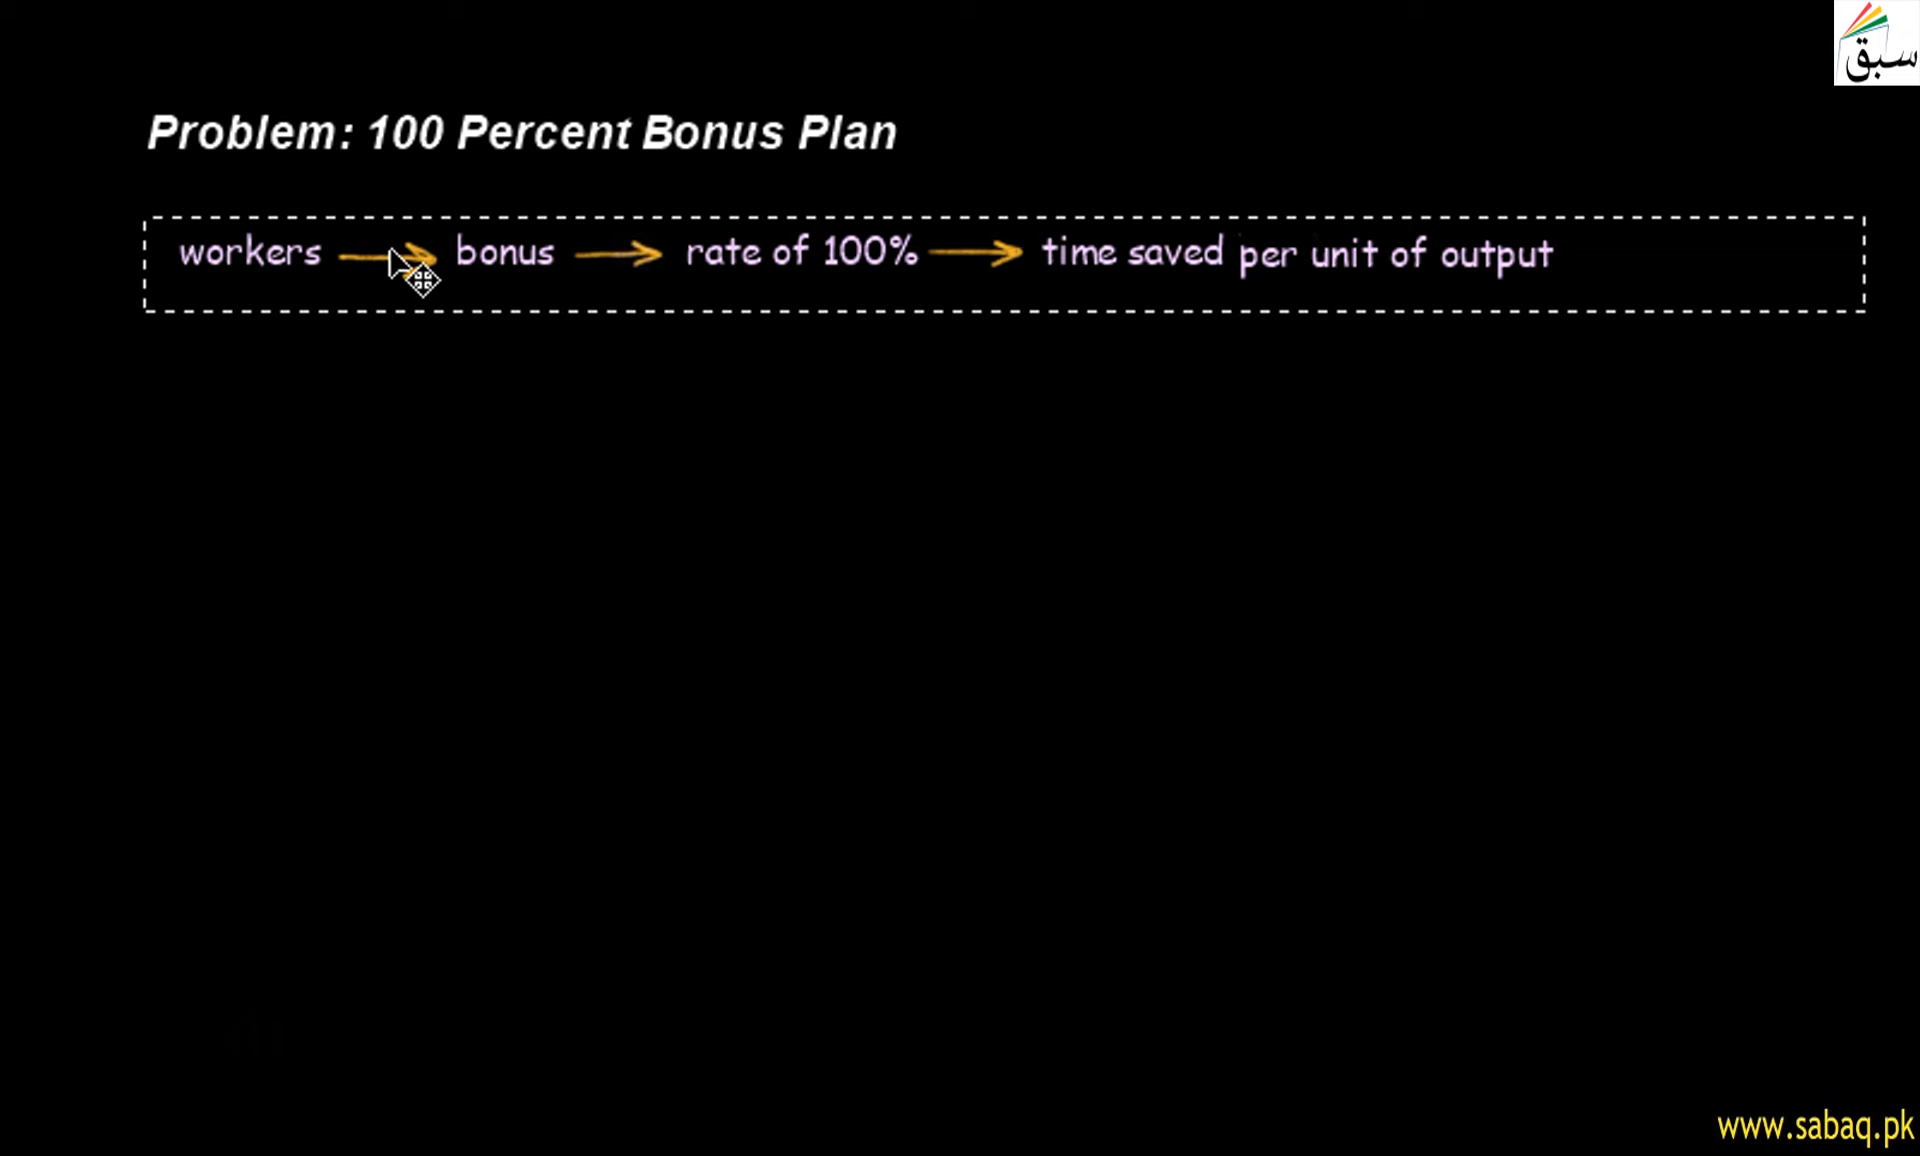 سبق
Problem: 100 Percent Bonus Plan
workers → bonus → rate of 100% → time saved per unit of output
www.sabaq.pk